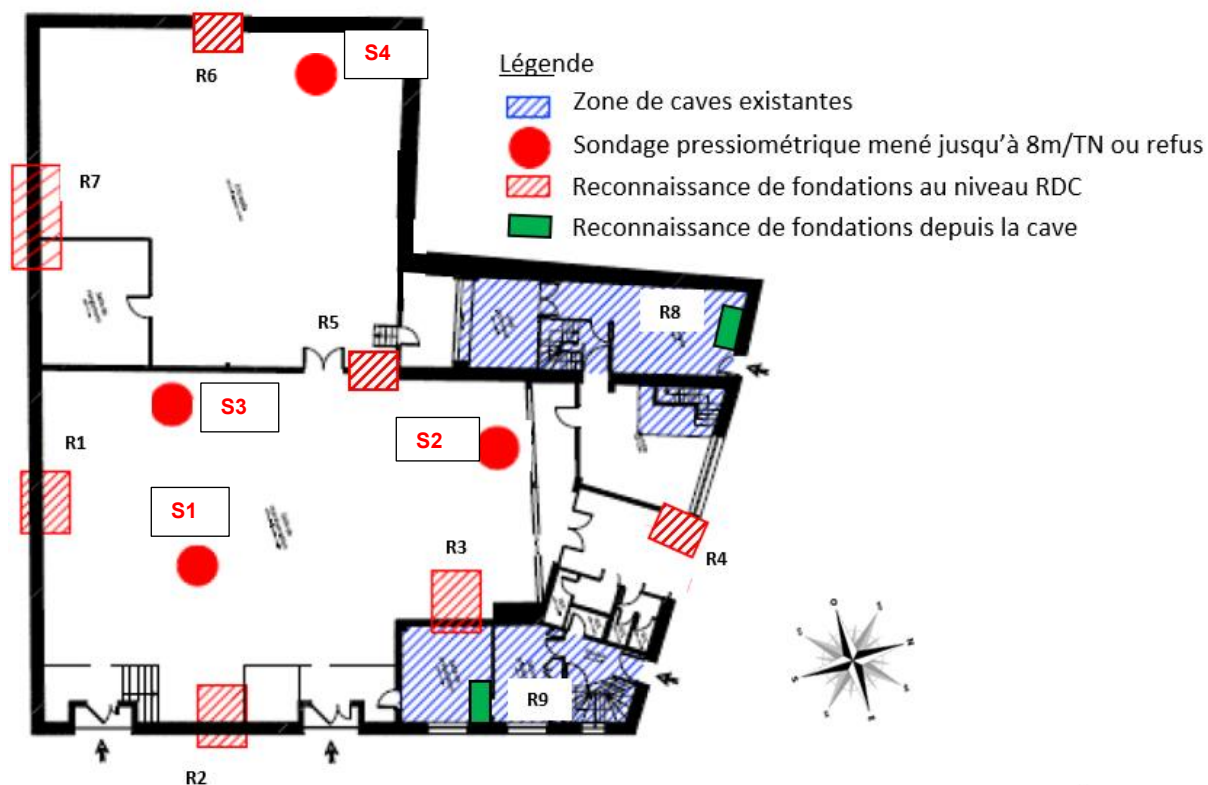 S4
R6
Légende
Zone de caves existantes
Sondage pressiométrique mené jusqu'à 8m/TN ou refus
R7
Reconnaissance de fondations au niveau RDC
Reconnaissance de fondations depuis la cave
R8
R5
S3
S2
R1
S1
R3
R4
R9
R2